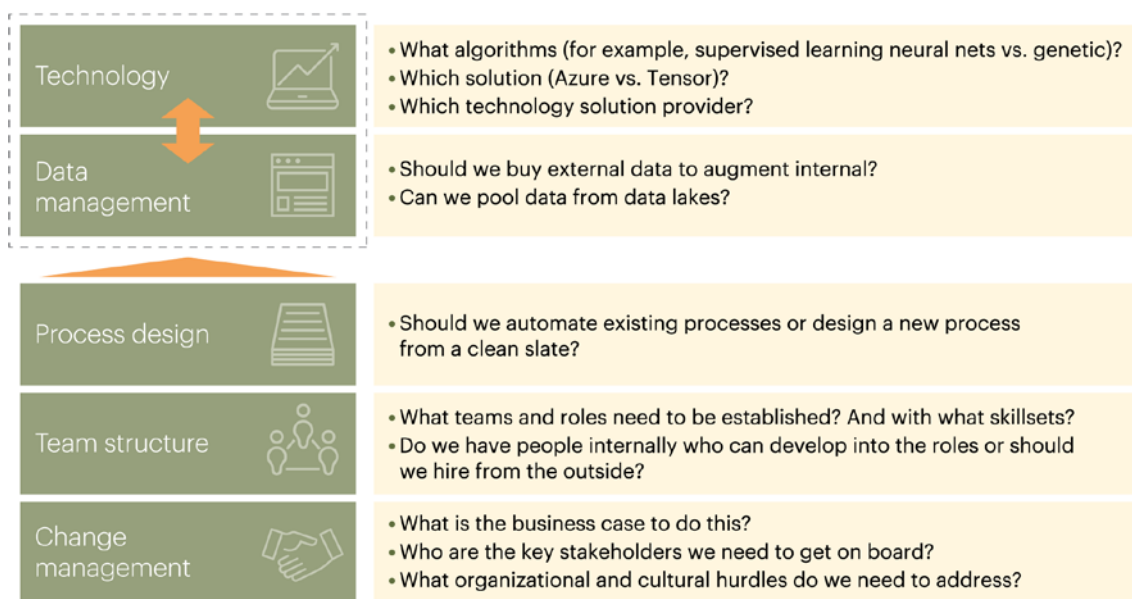 Technology
• What algorithms (for example, supervised learning neural nets vs. genetic)?
• Which solution (Azure vs. Tensor)?
• Which technology solution provider?
Data
management
• Should we buy external data to augment internal?
• Can we pool data from data lakes?
Process design
• Should we automate existing processes or design a new process
from a clean slate?
Team structure
• What teams and roles need to be established? And with what skillsets?
• Do we have people internally who can develop into the roles or should
we hire from the outside?
Change
management
• What is the business case to do this?
• Who are the key stakeholders we need to get on board?
• What organizational and cultural hurdles do we need to address?